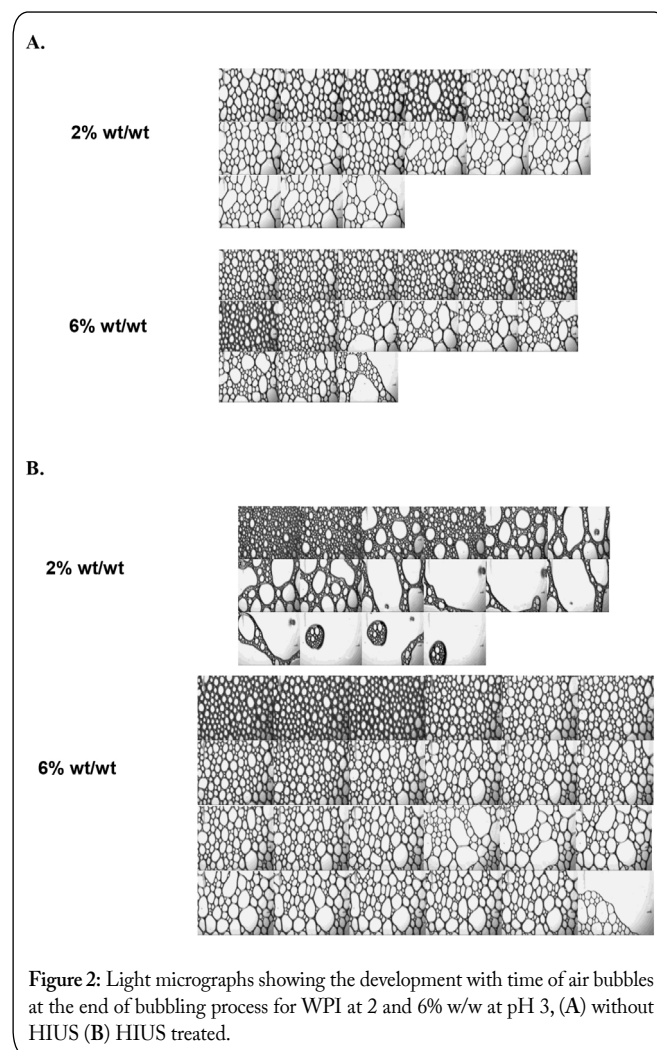 A.
2% wt/wt
6% wt/wt
B.
2% wt/wt
6% wt/wt
Figure 2: Light micrographs showing the development with time of air bubbles
at the end of bubbling process for WPI at 2 and 6% w/w at pH 3, (A) without
HIUS (B) HIUS treated.